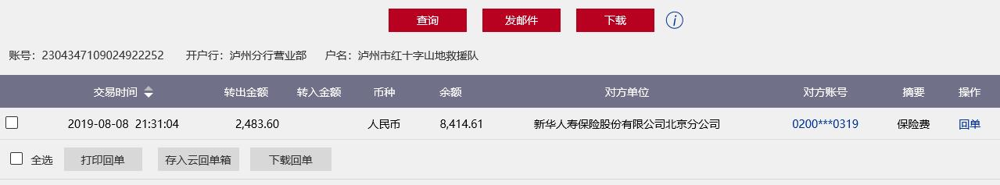 查询 发邮件 下载 i
账号：2304347109024922252 开户行：泸州分行营业部 户名：泸州市红十字山地救援队
交易时间 转出金额 转入金额 币种 余额 对方单位 对方账号 摘要 操作
2019-08-08 21:31:04 2,483.60 人民币 8,414.61 新华人寿保险股份有限公司北京分公司 0200***0319 保险费 回单
全选 打印回单 存入云回单箱 下载回单